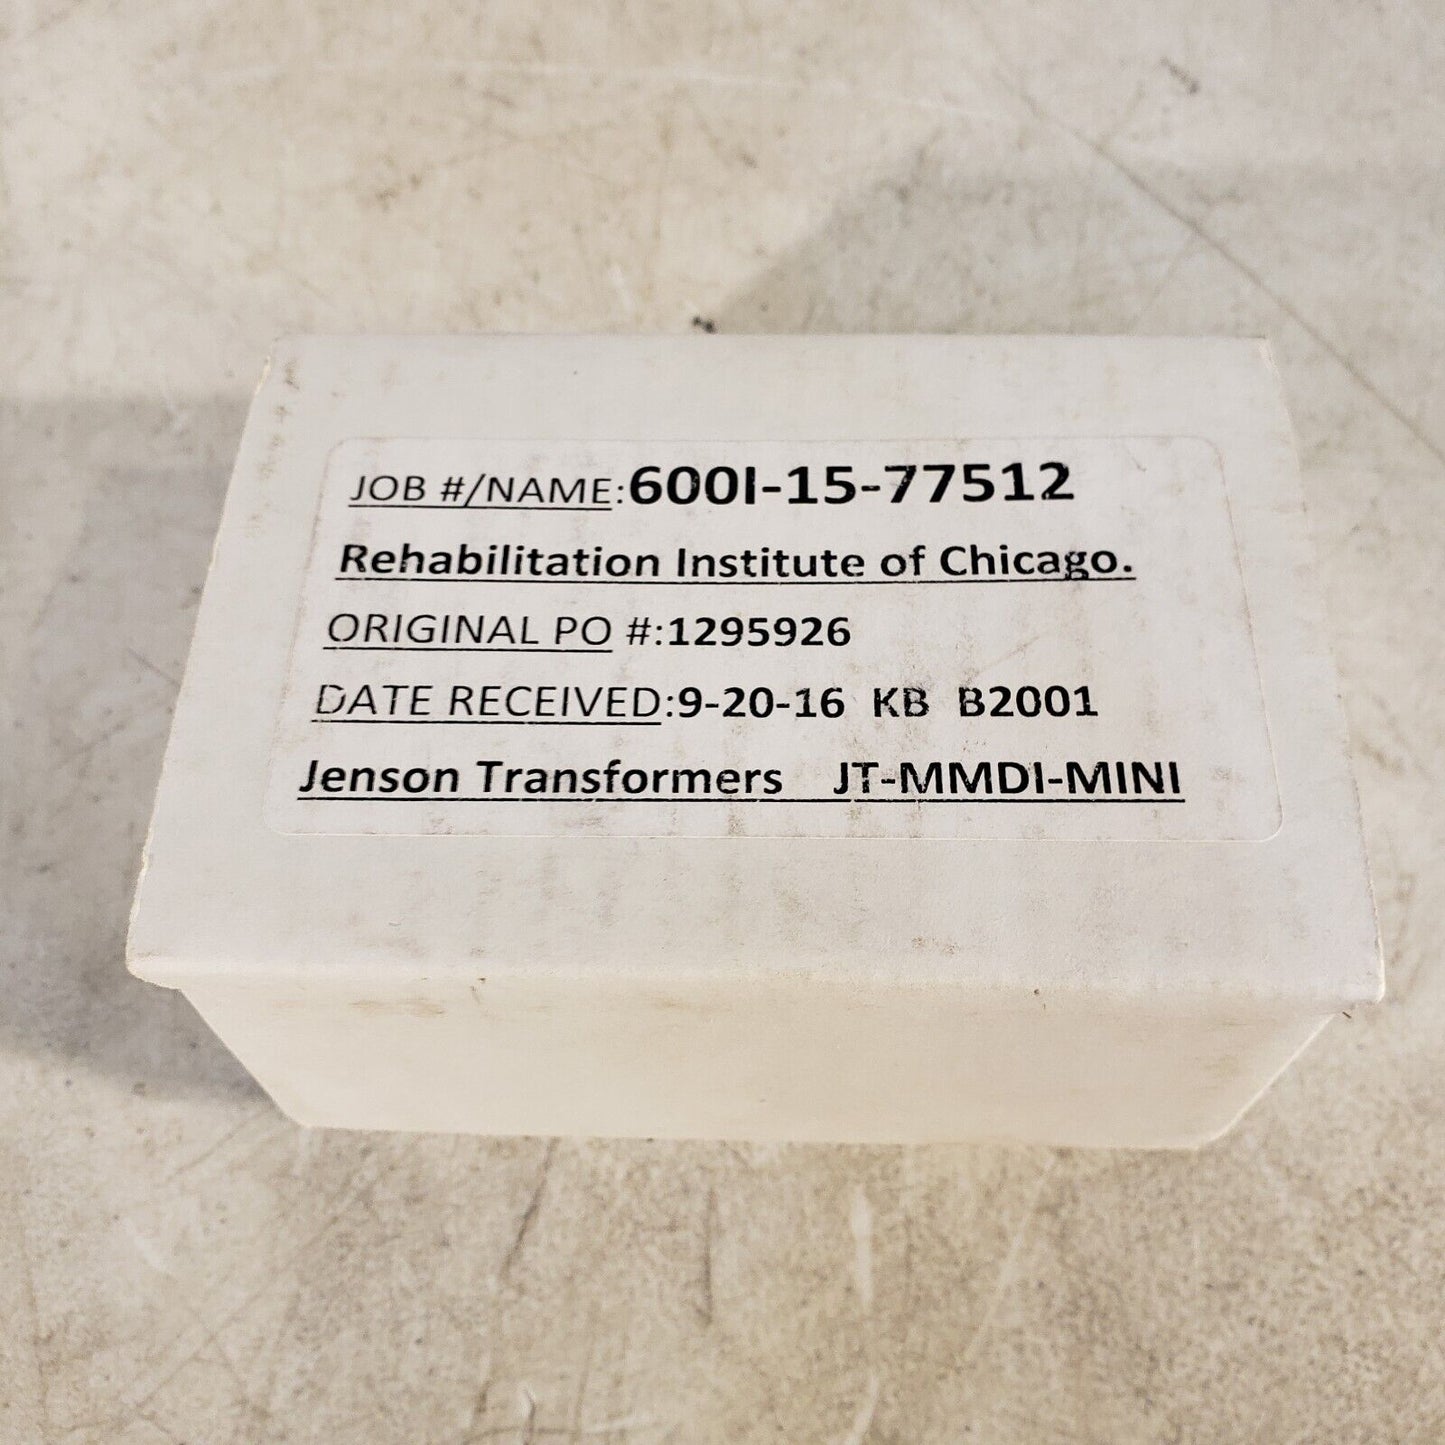 JOB #/NAME:600I-15-77512
Rehabilitation Institute of Chicago.
ORIGINAL PO #:1295926
DATE RECEIVED:9-20-16 KB B2001
Jenson Transformers JT-MMDI-MINI